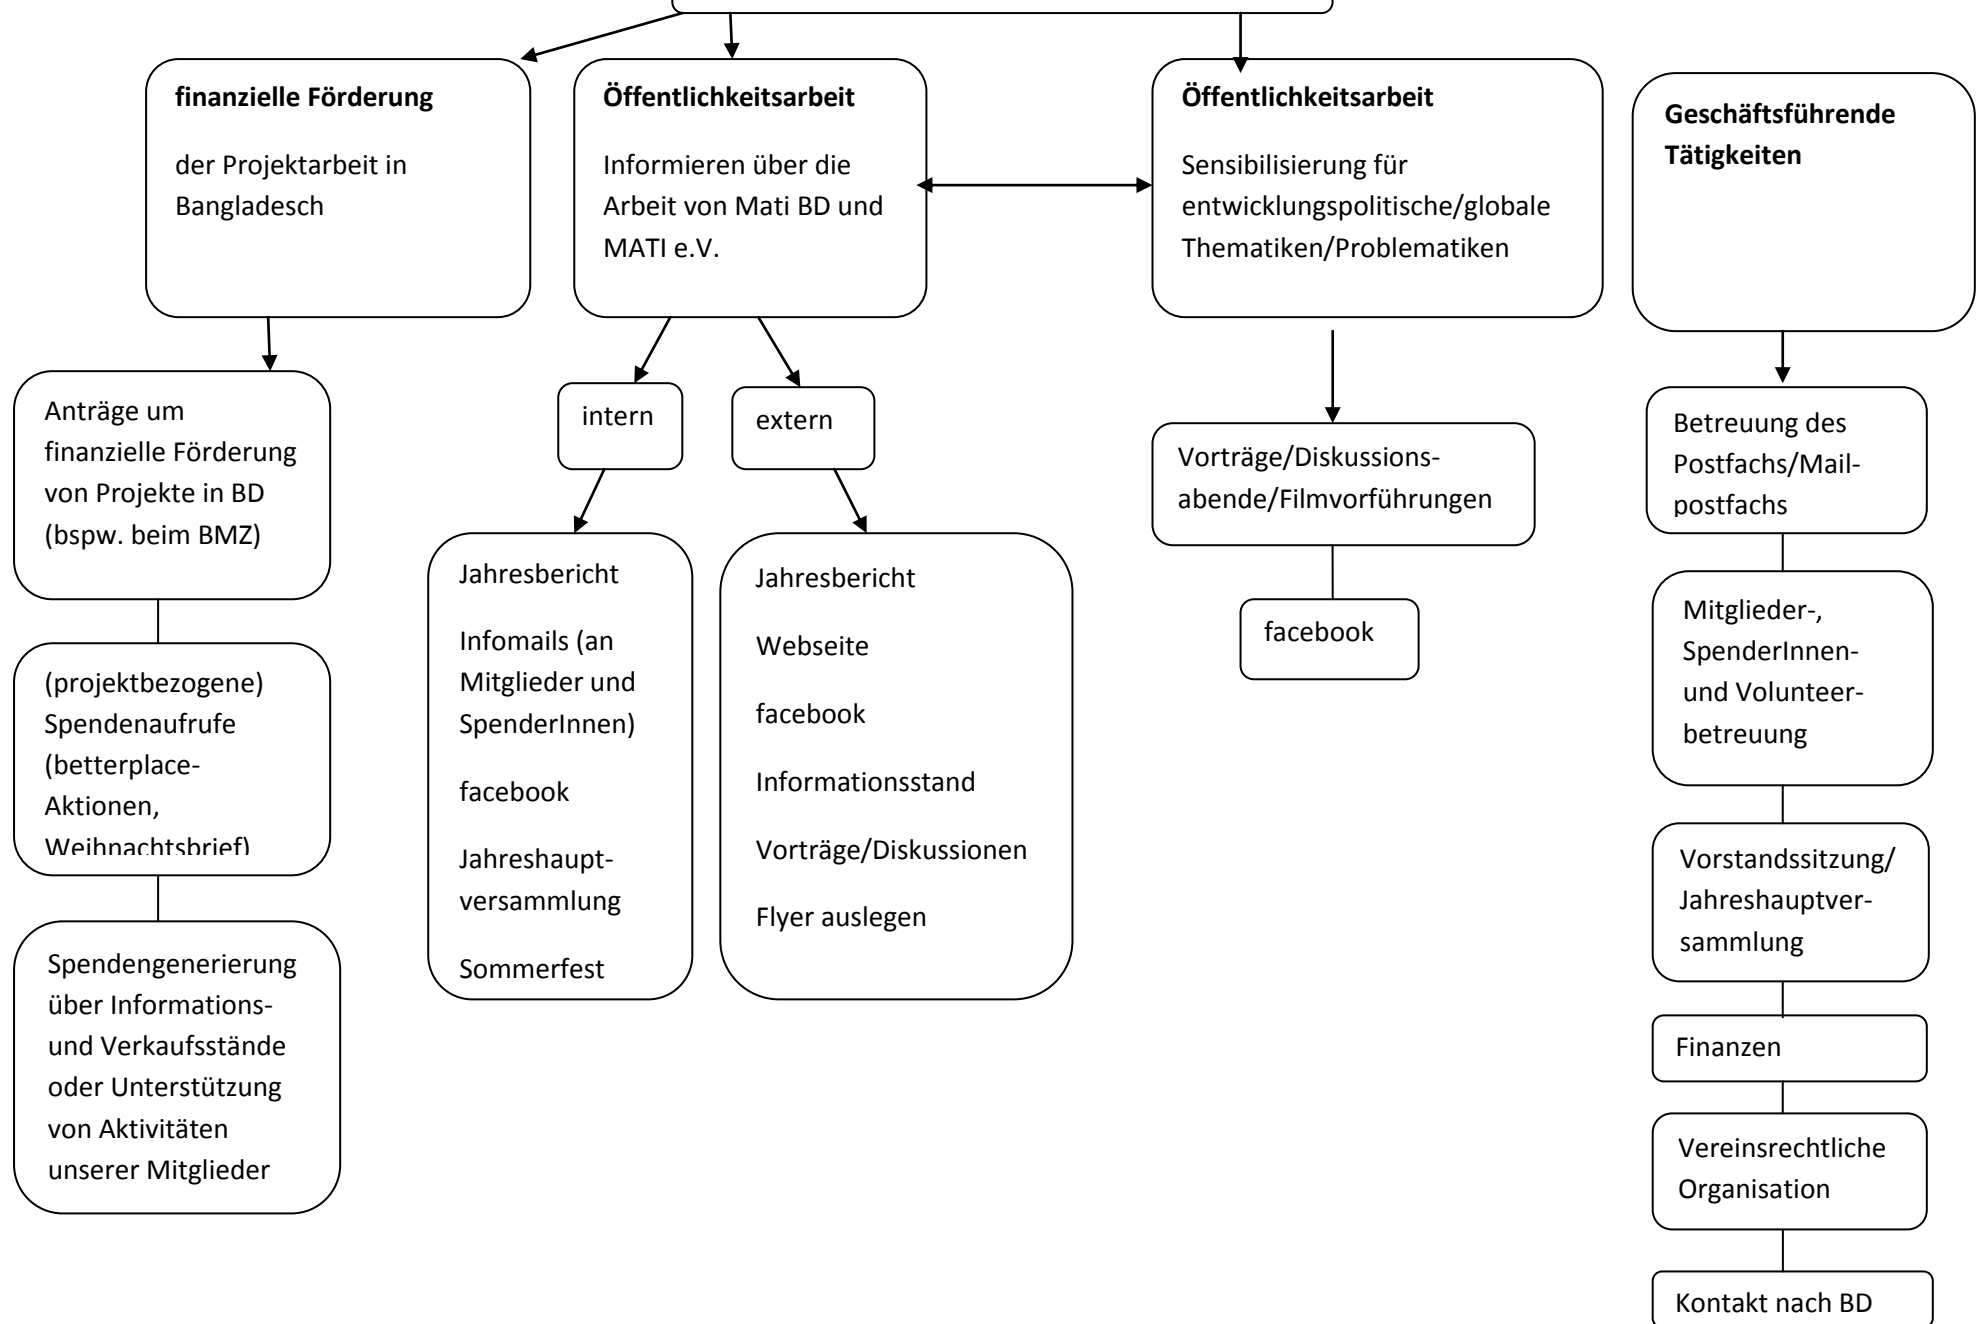 finanzielle Förderung
der Projektarbeit in
Bangladesch
Öffentlichkeitsarbeit
Informieren über die
Arbeit von Mati BD und
MATI e.V.
Öffentlichkeitsarbeit
Sensibilisierung für
entwicklungspolitische/globale
Thematiken/Problematiken
Geschäftsführende
Tätigkeiten
Anträge um
finanzielle Förderung
von Projekte in BD
(bspw. beim BMZ)
(projektbezogene)
Spendenaufrufe
(betterplace-
Aktionen,
Weihnachtsbrief)
Spendengenerierung
über Informations-
und Verkaufsstände
oder Unterstützung
von Aktivitäten
unserer Mitglieder
intern
extern
Jahresbericht
Infomails (an
Mitglieder und
SpenderInnen)
facebook
Jahreshaupt-
versammlung
Sommerfest
Jahresbericht
Webseite
facebook
Informationsstand
Vorträge/Diskussionen
Flyer auslegen
Vorträge/Diskussions-
abende/Filmvorführungen
facebook
Betreuung des
Postfachs/Mail-
postfachs
Mitglieder-,
SpenderInnen-
und Volunteer-
betreuung
Vorstandssitzung/
Jahreshauptver-
sammlung
Finanzen
Vereinsrechtliche
Organisation
Kontakt nach BD